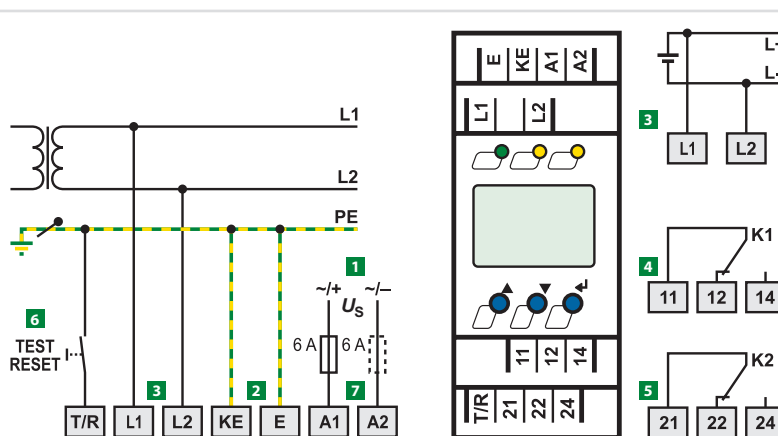 L1
L2
PE
1
~/+ ~/–
US
6 A 6 A
6
TEST
RESET
3 2 7
T/R L1 L2 KE E A1 A2
E KE A1 A2
L1 L2
11 12 14
T/R 21 22 24
3
L1 L2
K1
4
11 12 14
K2
5
21 22 24